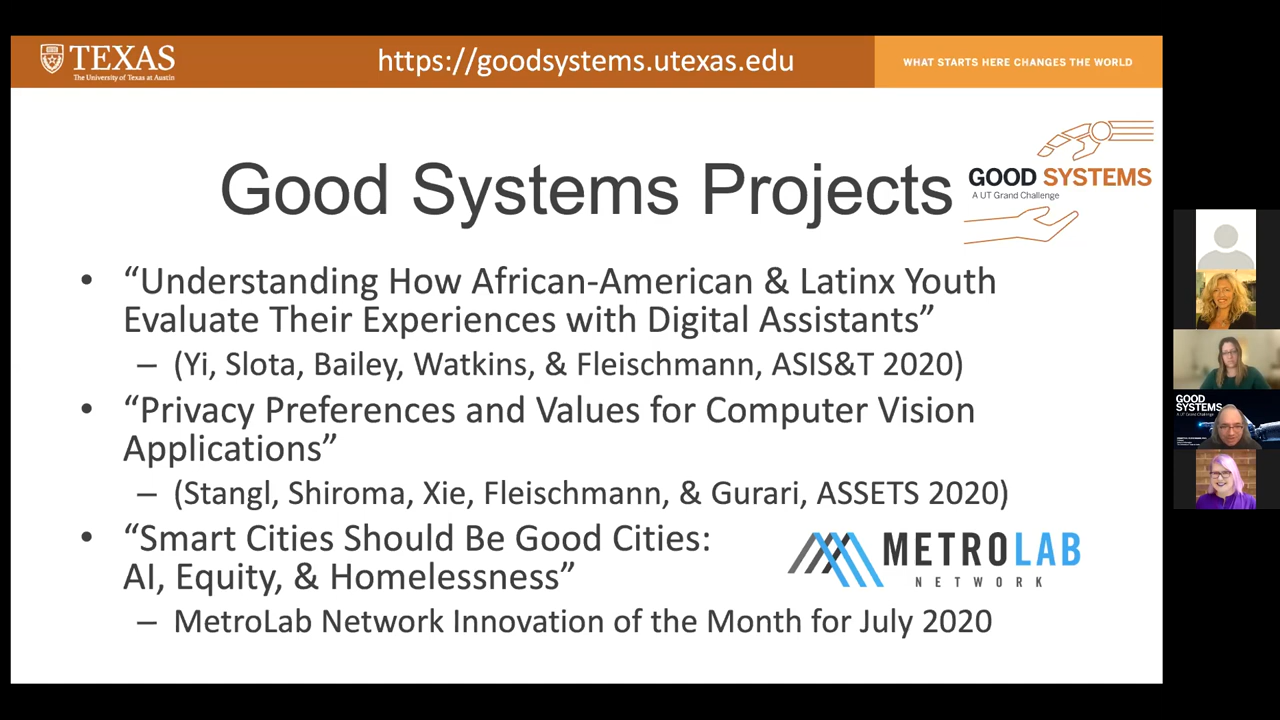 TEXAS
The University of Texas at Austin
https://goodsystems.utexas.edu
WHAT STARTS HERE CHANGES THE WORLD
Good Systems Projects
GOOD SYSTEMS
A UT Grand Challenge
• “Understanding How African-American & Latinx Youth
Evaluate Their Experiences with Digital Assistants”
– (Yi, Slota, Bailey, Watkins, & Fleischmann, ASIS&T 2020)
• “Privacy Preferences and Values for Computer Vision
Applications”
– (Stangl, Shiroma, Xie, Fleischmann, & Gurari, ASSETS 2020)
• “Smart Cities Should Be Good Cities:
AI, Equity, & Homelessness”
METROLAB
NETWORK
– MetroLab Network Innovation of the Month for July 2020
GOOD
SYSTEMS
A UT Grand Challenge